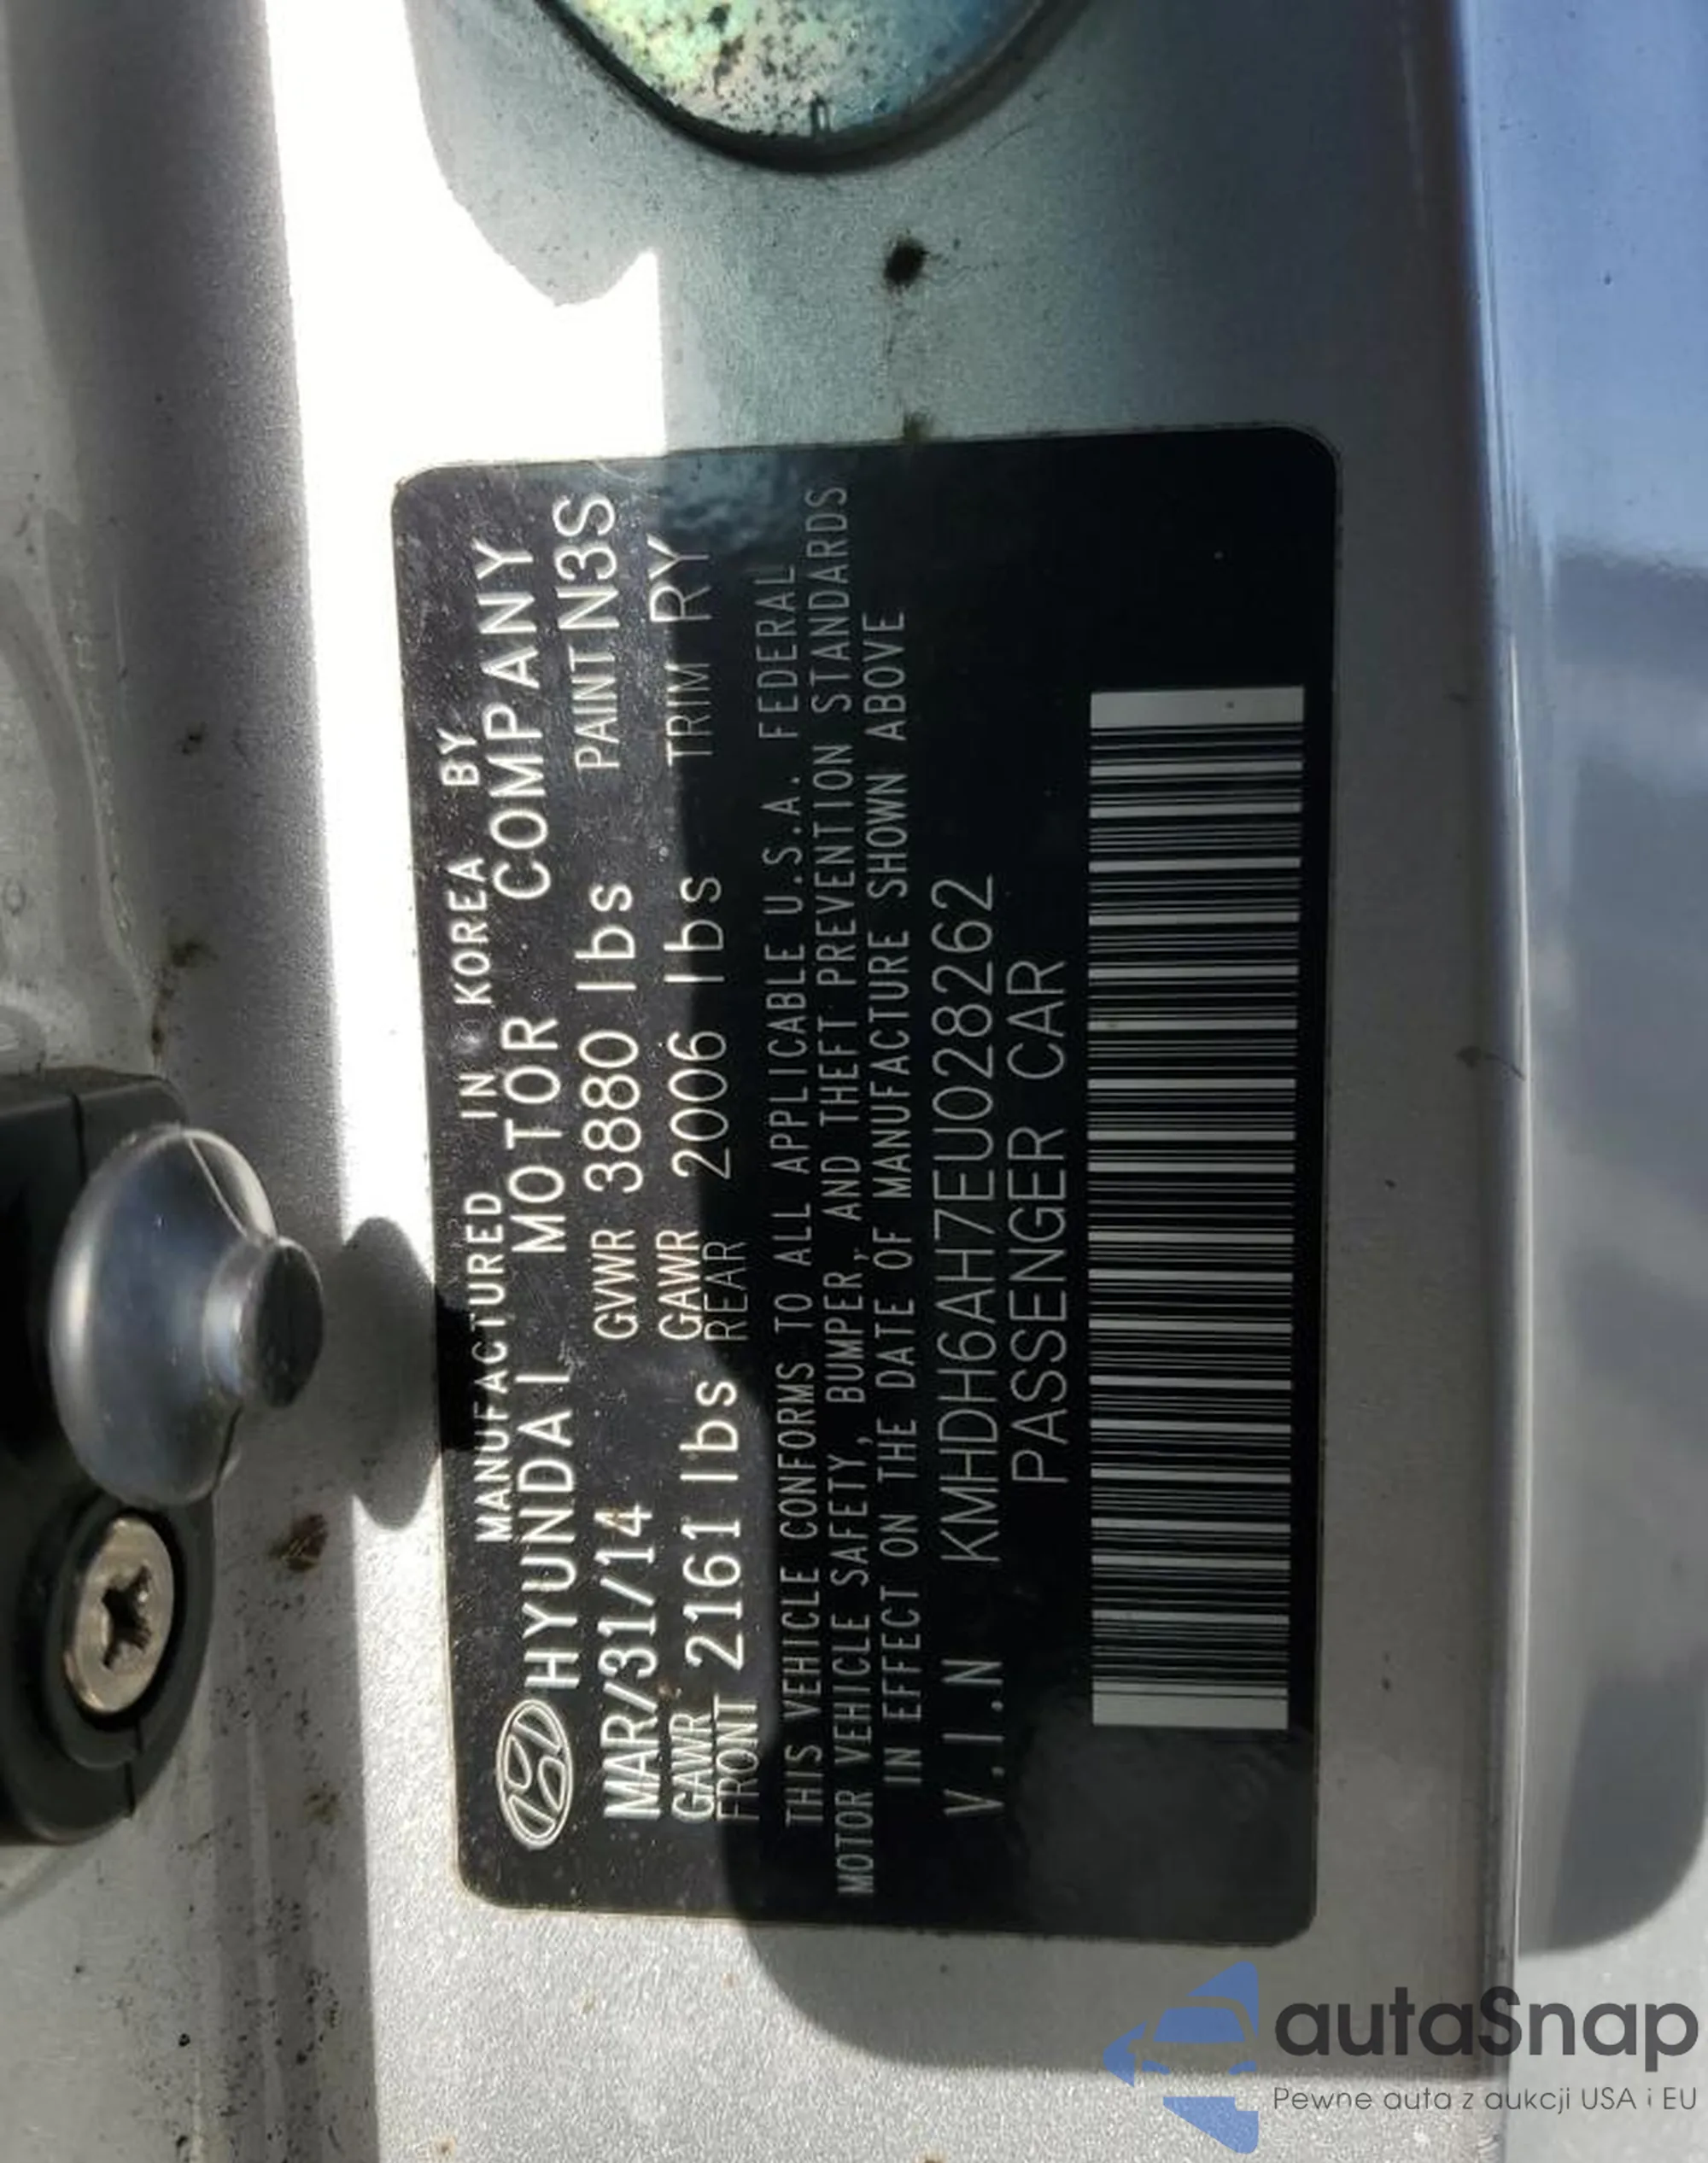 MANUFACTURED IN KOREA BY
HYUNDAI MOTOR COMPANY
MAR/31/14 GVWR 3880 lbs PAINT N3S
GAWR FRONT 2161 lbs GAWR REAR 2006 lbs TRIM RY
THIS VEHICLE CONFORMS TO ALL APPLICABLE U.S.A. FEDERAL
MOTOR VEHICLE SAFETY, BUMPER, AND THEFT PREVENTION STANDARDS
IN EFFECT ON THE DATE OF MANUFACTURE SHOWN ABOVE
V.I.N KMHDH6AH7EU028262
PASSENGER CAR
autaSnap
Pewne auta z aukcji USA i EU